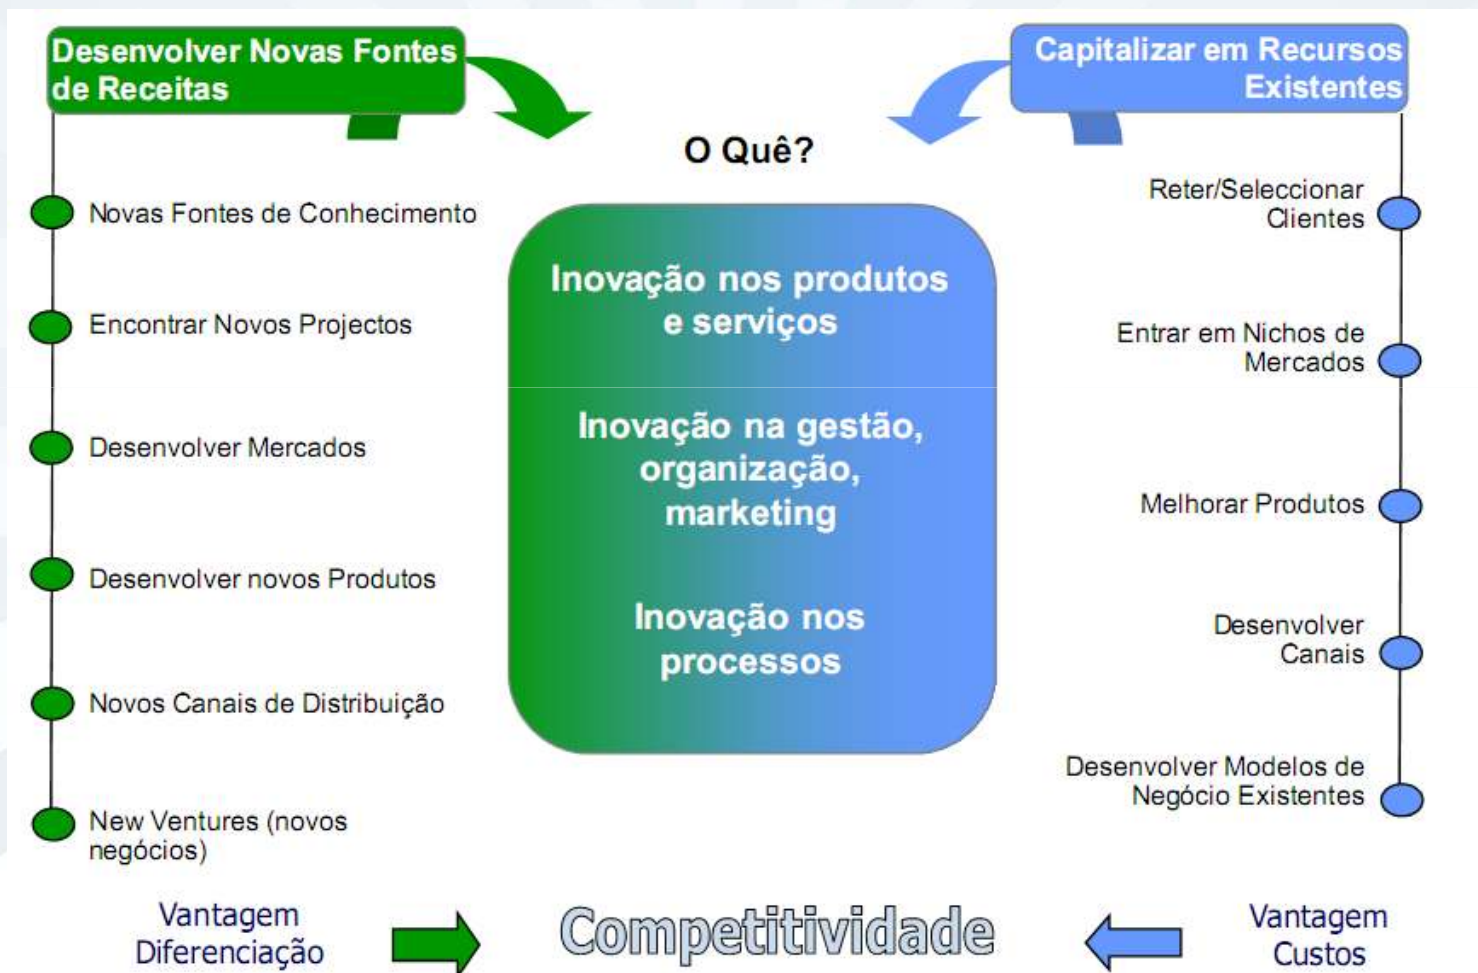 Desenvolver Novas Fontes
de Receitas
Capitalizar em Recursos
Existentes
O Quê?
Novas Fontes de Conhecimento
Encontrar Novos Projectos
Desenvolver Mercados
Desenvolver novos Produtos
Novos Canais de Distribuição
New Ventures (novos
negócios)
Inovação nos produtos
e serviços
Inovação na gestão,
organização,
marketing
Inovação nos
processos
Reter/Seleccionar
Clientes
Entrar em Nichos de
Mercados
Melhorar Produtos
Desenvolver
Canais
Desenvolver Modelos de
Negócio Existentes
Vantagem
Diferenciação
Competitividade
Vantagem
Custos